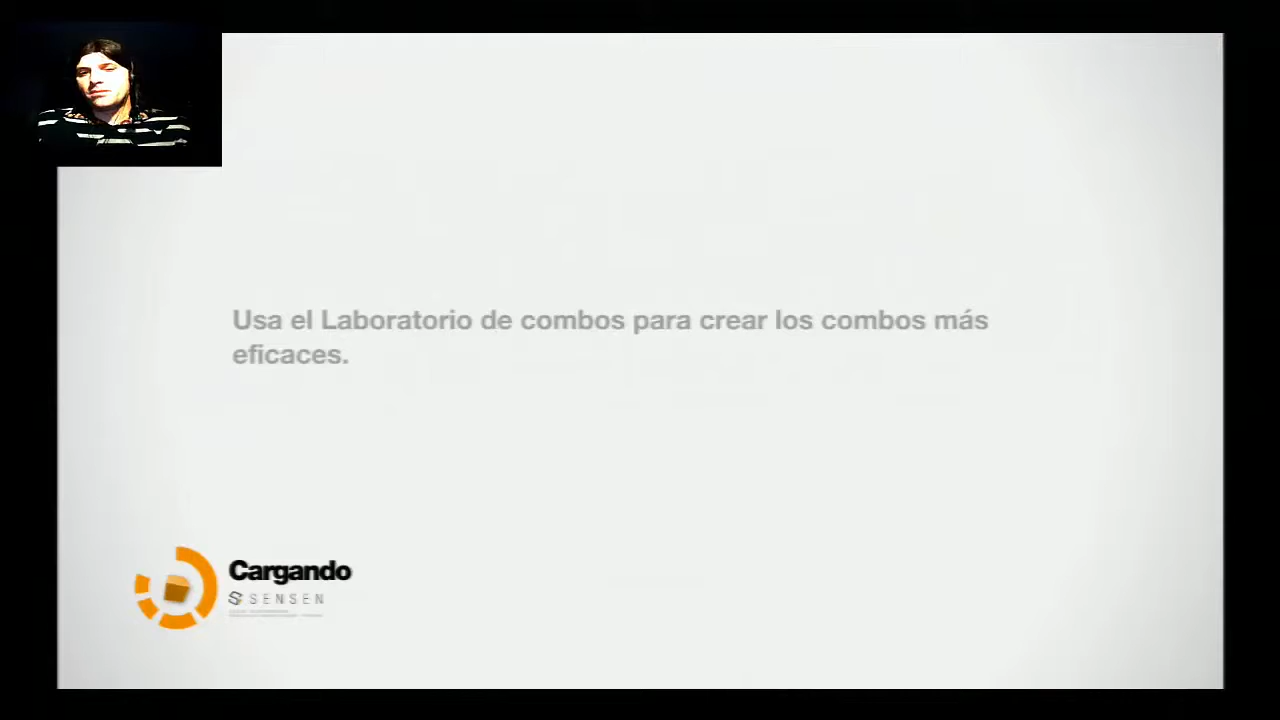 Usa el Laboratorio de combos para crear los combos más
eficaces.
Cargando
SENSEN